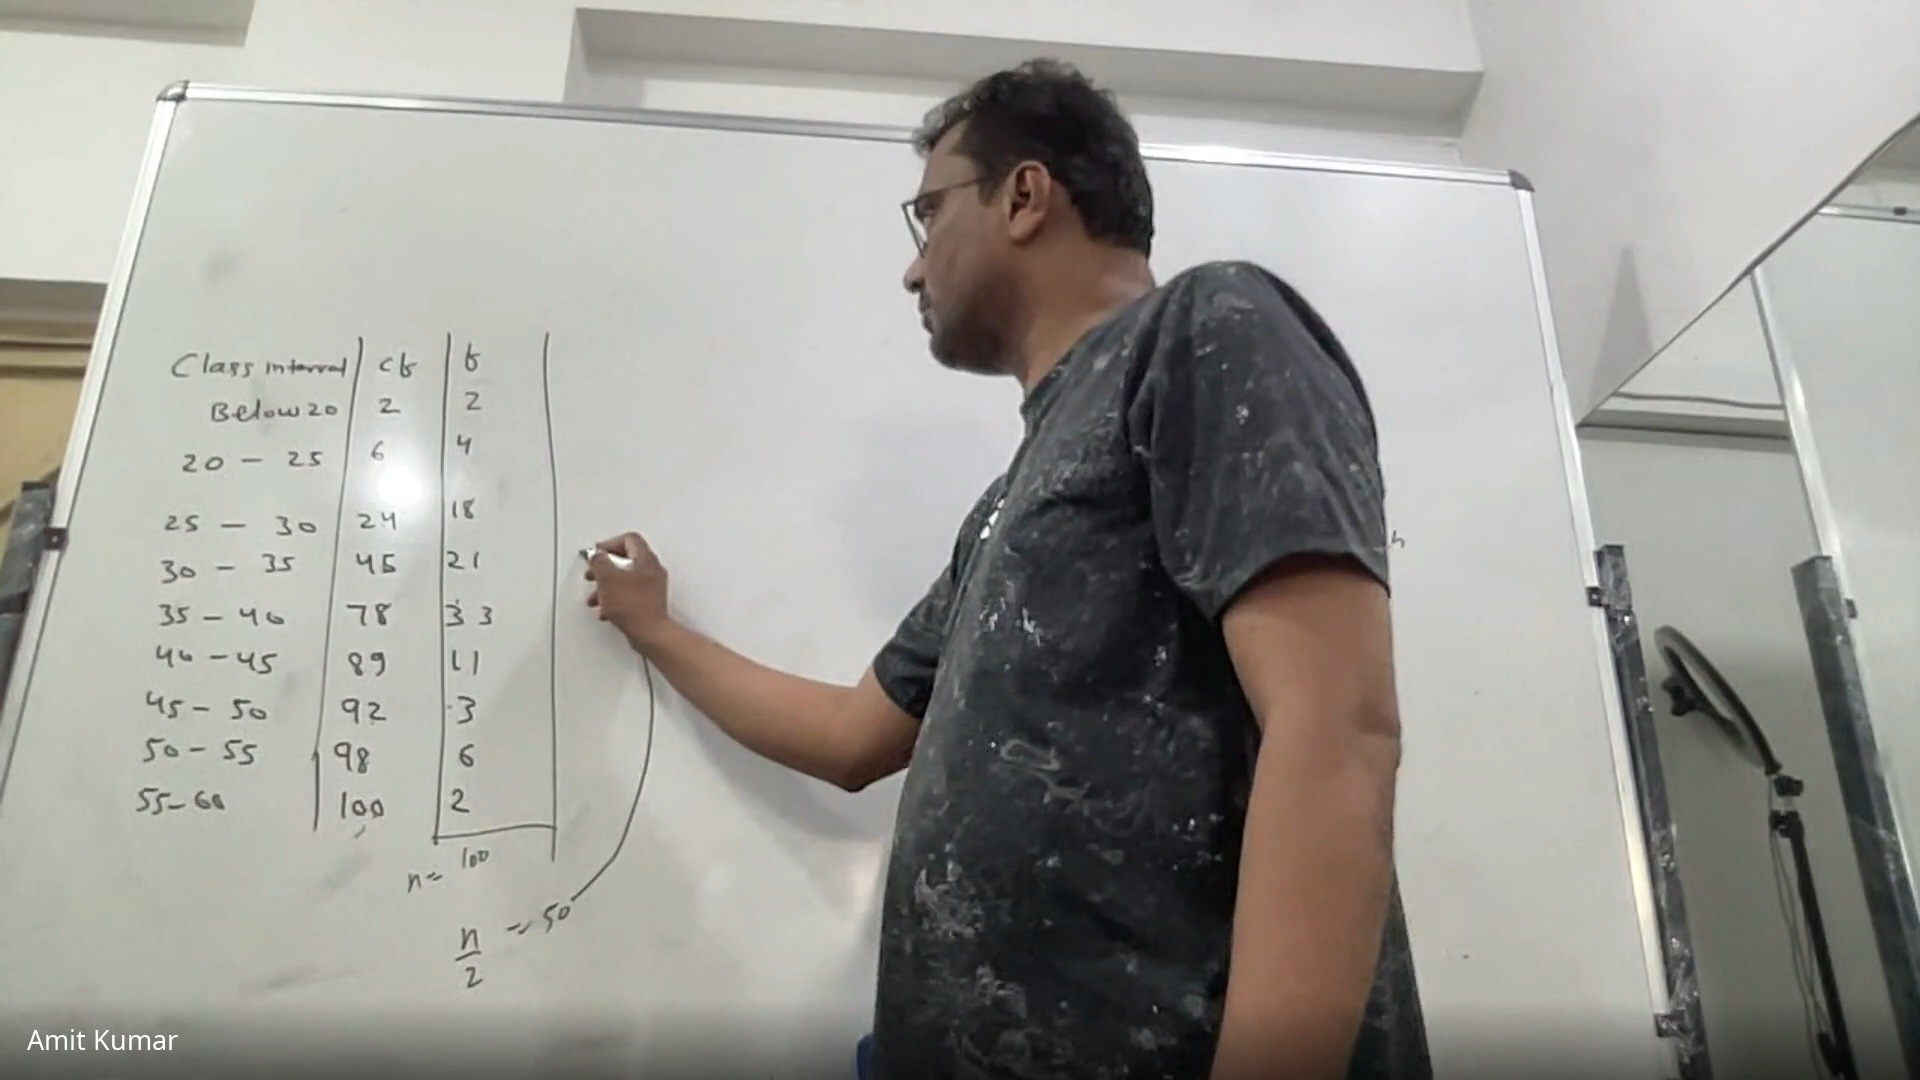 Class interval cf f
Below 20 2 2
20 - 25 6 4
25 - 30 24 18
30 - 35 45 21
35 - 40 78 33
40 - 45 89 11
45 - 50 92 3
50 - 55 98 6
55 - 60 100 2
n = 100
n/2 = 50
h
Amit Kumar